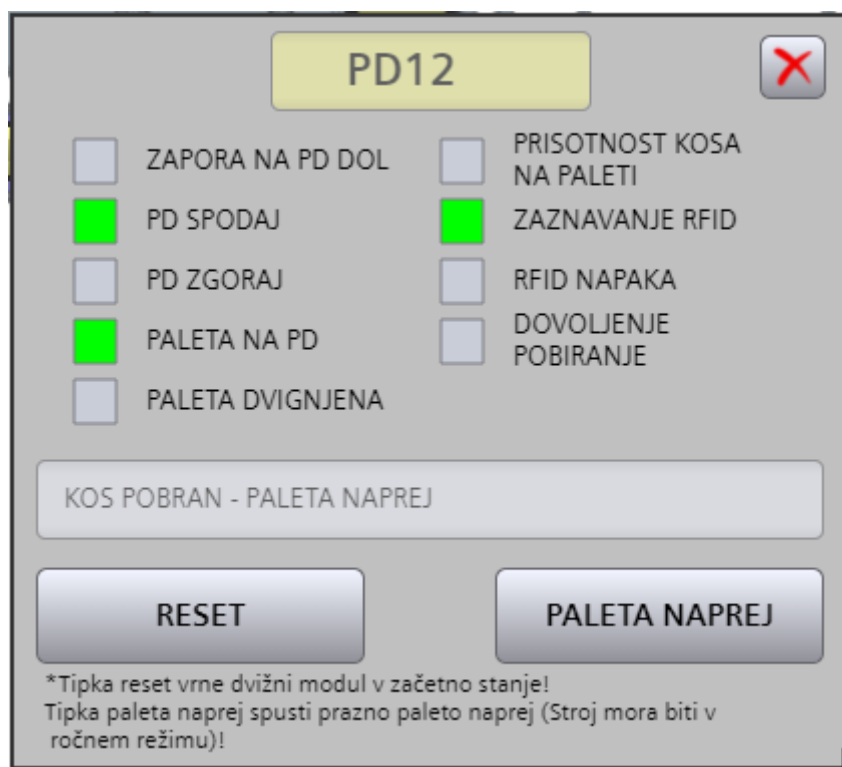 PD12
ZAPORA NA PD DOL
PD SPODAJ
PD ZGORAJ
PALETA NA PD
PALETA DVIGNJENA
PRISOTNOST KOSA
NA PALETI
ZAZNAVANJE RFID
RFID NAPAKA
DOVOLJENJE
POBIRANJE
KOS POBRAN - PALETA NAPREJ
RESET
PALETA NAPREJ
*Tipka reset vrne dvižni modul v začetno stanje!
Tipka paleta naprej spusti prazno paleto naprej (Stroj mora biti v
ročnem režimu)!